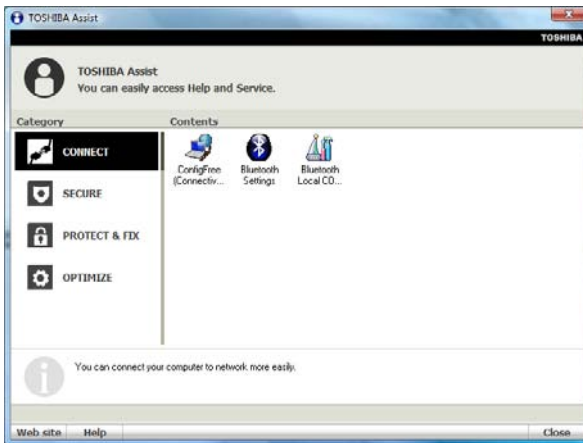 TOSHIBA Assist
TOSHIBA
TOSHIBA Assist
You can easily access Help and Service.
Category
Contents
CONNECT
SECURE
PROTECT & FIX
OPTIMIZE
ConfigFree
(Connectiv...
Bluetooth
Settings
Bluetooth
Local CO...
You can connect your computer to network more easily.
Web site
Help
Close